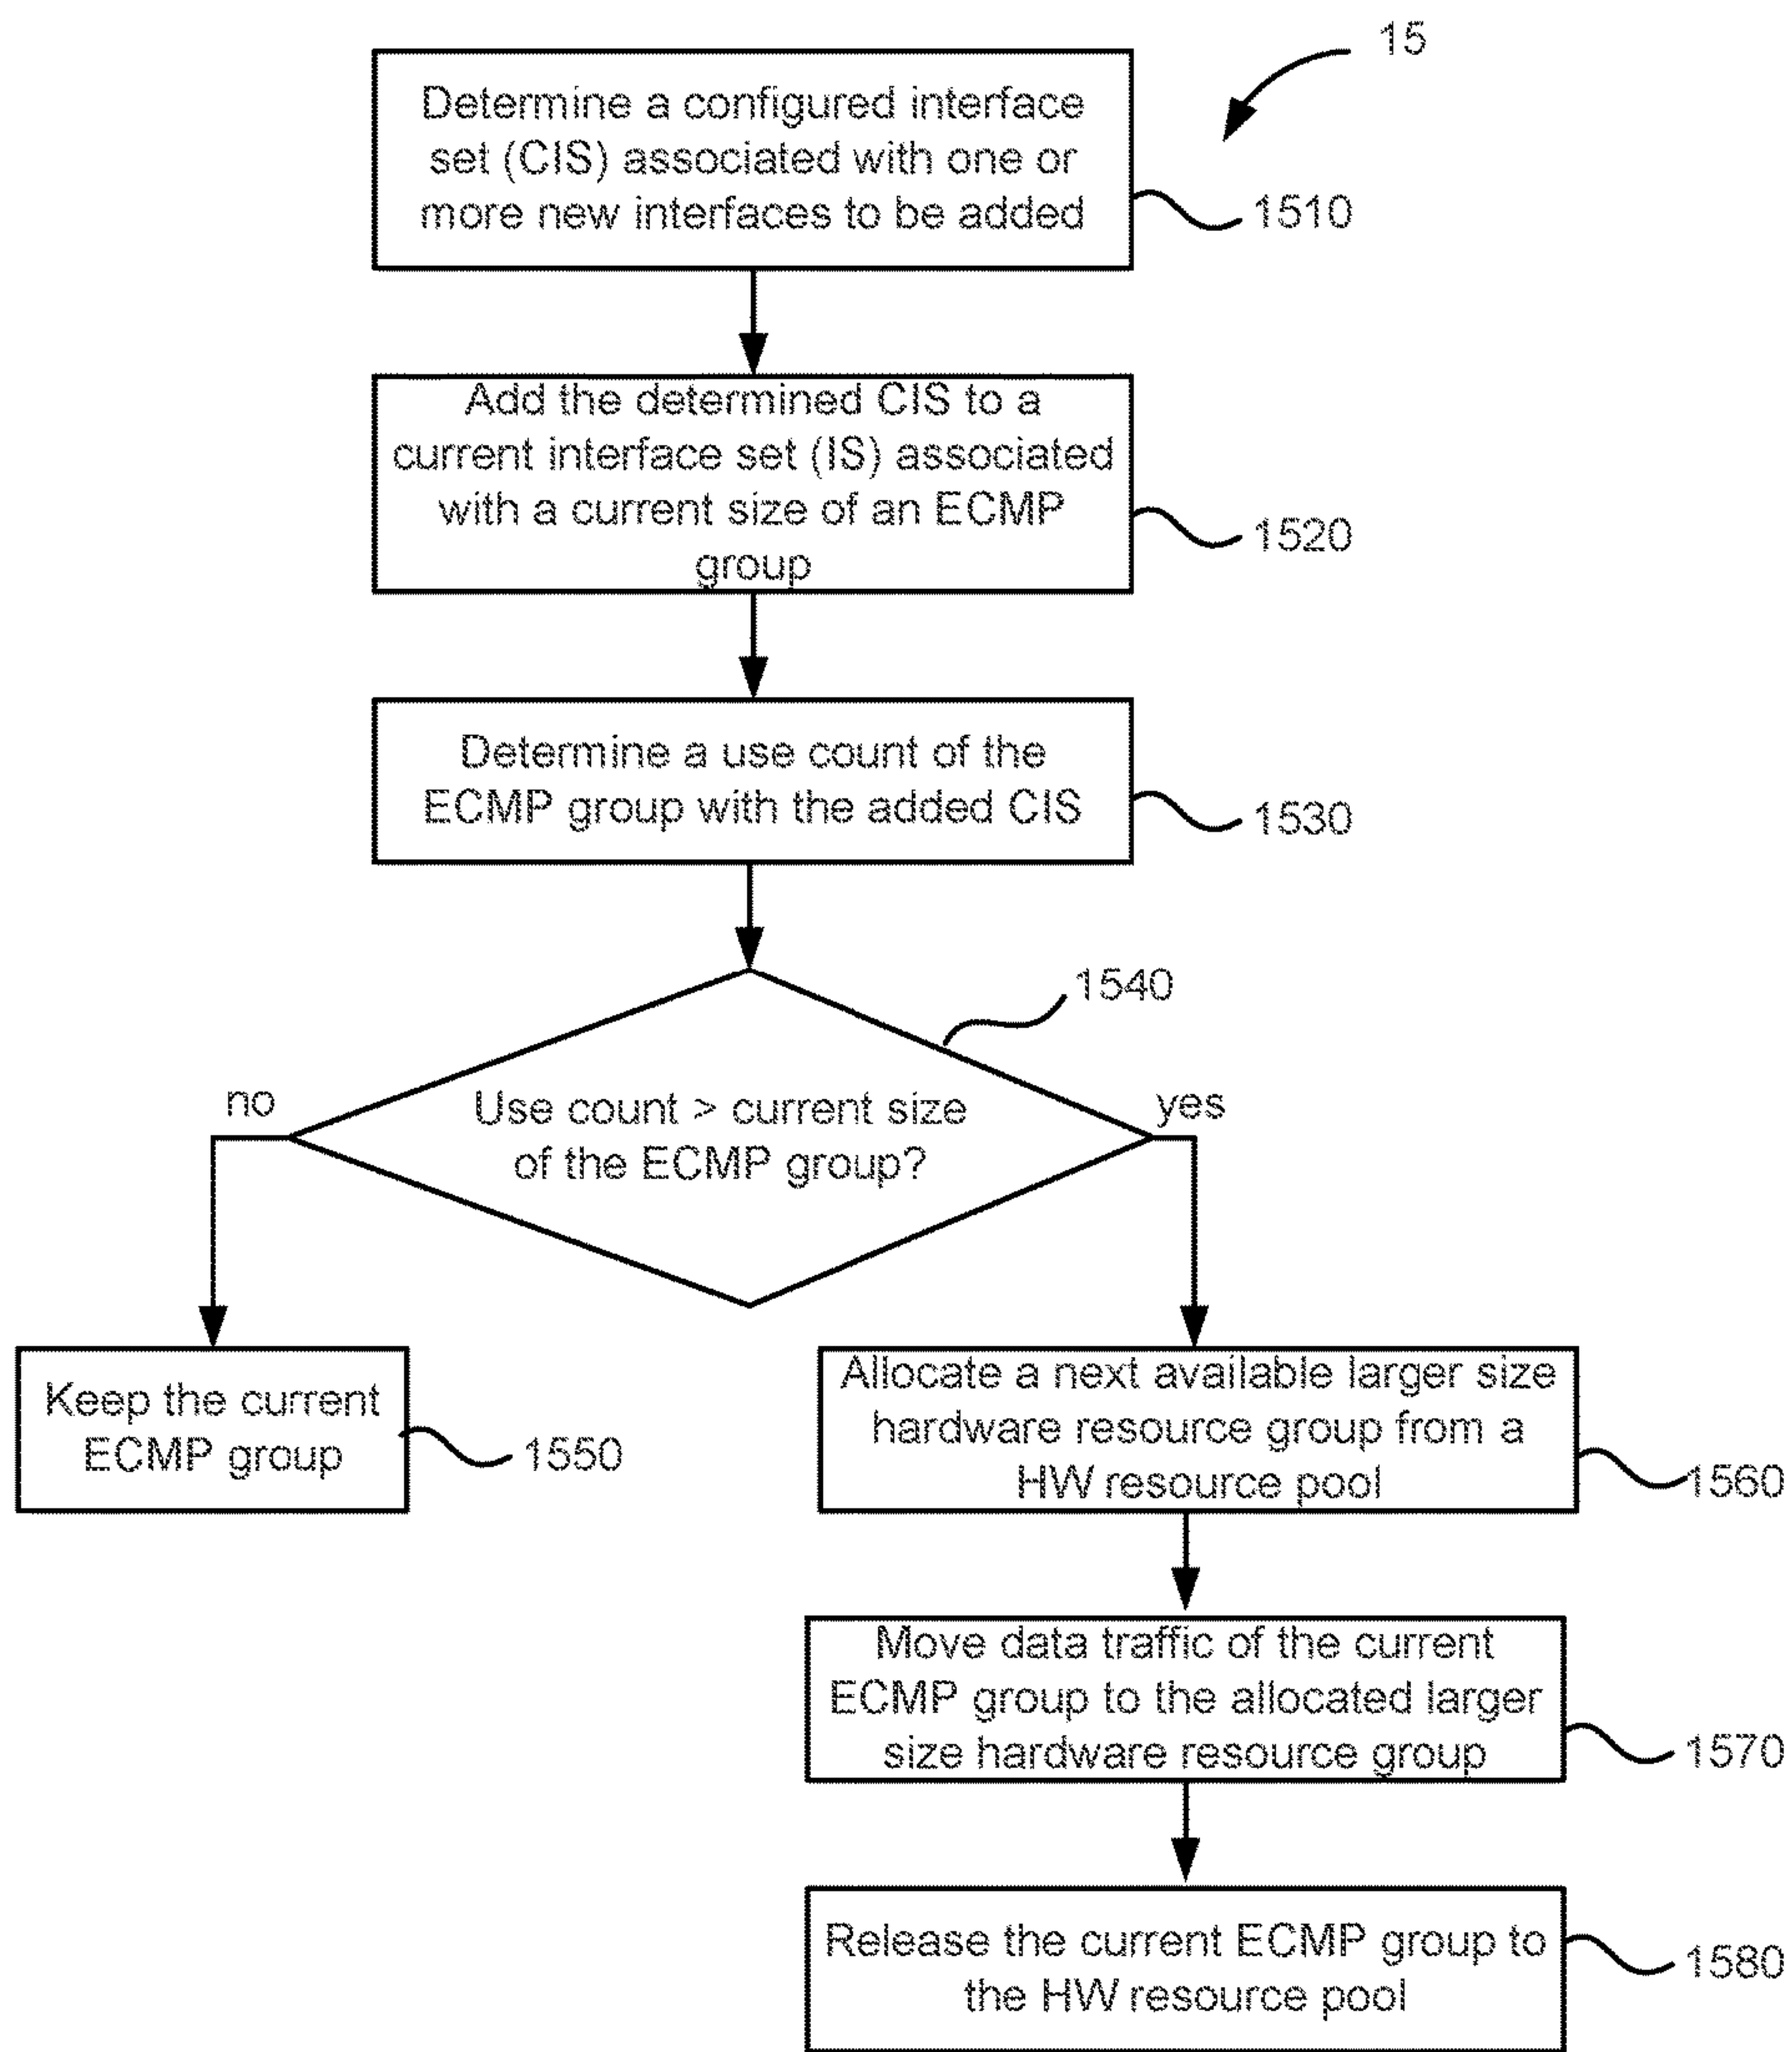 15
Determine a configured interface
set (CIS) associated with one or
more new interfaces to be added
1510
Add the determined CIS to a
current interface set (IS) associated
with a current size of an ECMP
group
1520
Determine a use count of the
ECMP group with the added CIS
1530
1540
no
Use count > current size
of the ECMP group?
yes
Keep the current
ECMP group
1550
Allocate a next available larger size
hardware resource group from a
HW resource pool
1560
Move data traffic of the current
ECMP group to the allocated larger
size hardware resource group
1570
Release the current ECMP group to
the HW resource pool
1580